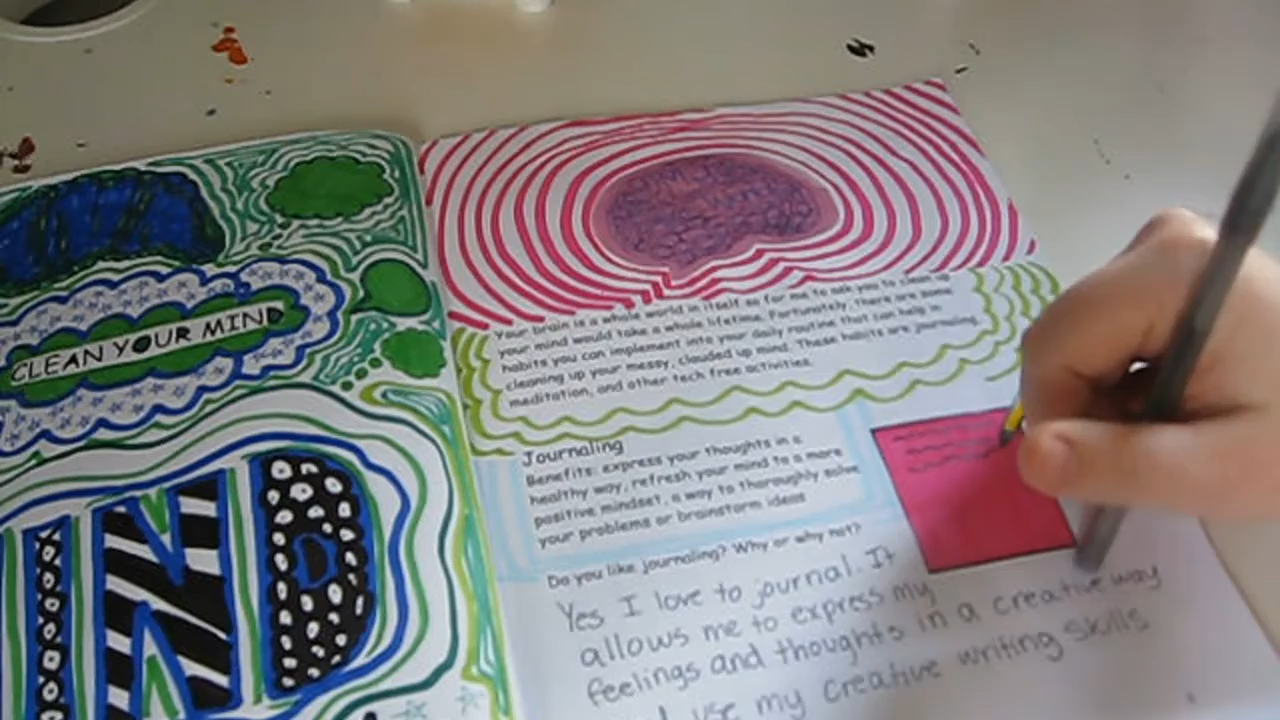 CLEAN YOUR MIND
IND
Your brain is a whole world in itself so for me to ask you to clean up
your mind would take a whole lifetime. Fortunately, there are some
habits you can implement into your daily routine that can help in
cleaning up your messy, clouded up mind. These habits are journaling,
meditation, and other tech free activities.
Journaling
Benefits: express your thoughts in a
healthy way, refresh your mind to a more
positive mindset, a way to thoroughly solve
your problems or brainstorm ideas
Do you like journaling? Why or why not?
Yes I love to journal. It
allows me to express my
feelings and thoughts in a creative way
use my creative writing skills